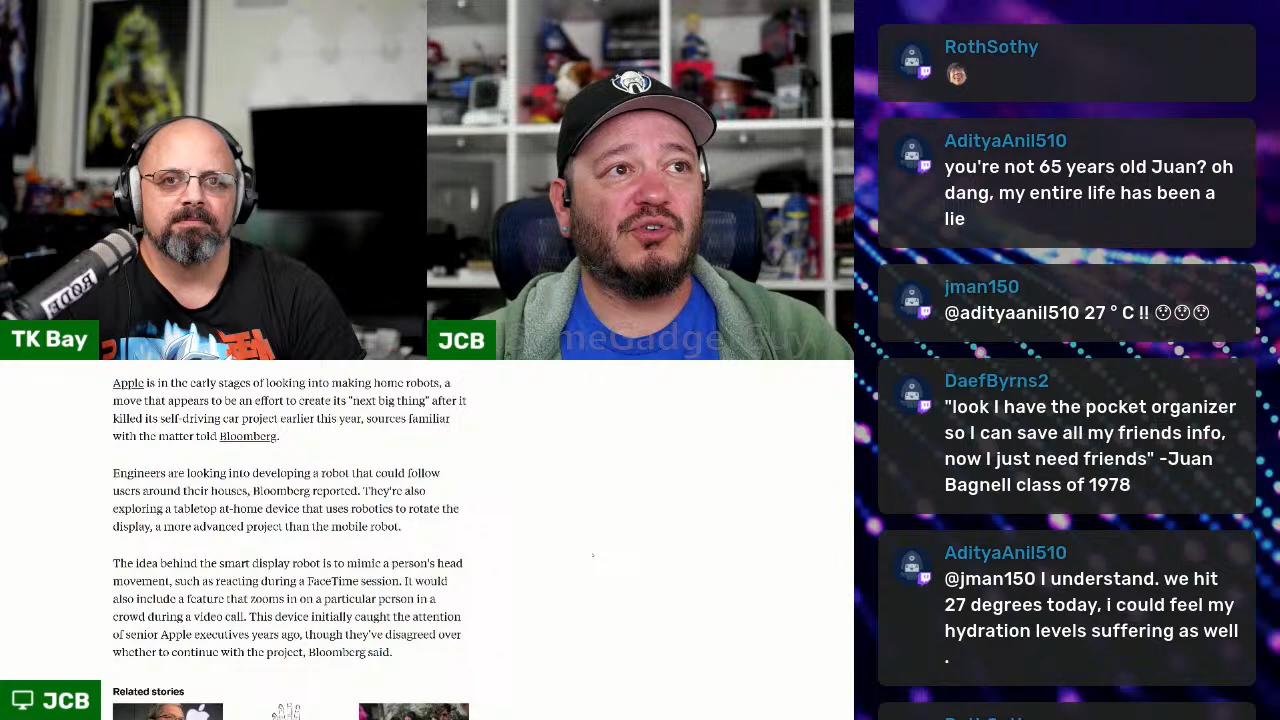 RODE
TK Bay
JCB
SomeGadgetGuy
Apple is in the early stages of looking into making home robots, a
move that appears to be an effort to create its "next big thing" after it
killed its self-driving car project earlier this year, sources familiar
with the matter told Bloomberg.
Engineers are looking into developing a robot that could follow
users around their houses, Bloomberg reported. They're also
exploring a tabletop at-home device that uses robotics to rotate the
display, a more advanced project than the mobile robot.
The idea behind the smart display robot is to mimic a person's head
movement, such as reacting during a FaceTime session. It would
also include a feature that zooms in on a particular person in a
crowd during a video call. This device initially caught the attention
of senior Apple executives years ago, though they've disagreed over
whether to continue with the project, Bloomberg said.
Related stories
JCB
RothSothy
AdityaAnil510
you're not 65 years old Juan? oh
dang, my entire life has been a
lie
jman150
@adityaanil510 27 ° C !! 😯😯😯
DaefByrns2
"look I have the pocket organizer
so I can save all my friends info,
now I just need friends" -Juan
Bagnell class of 1978
AdityaAnil510
@jman150 I understand. we hit
27 degrees today, i could feel my
hydration levels suffering as well
.